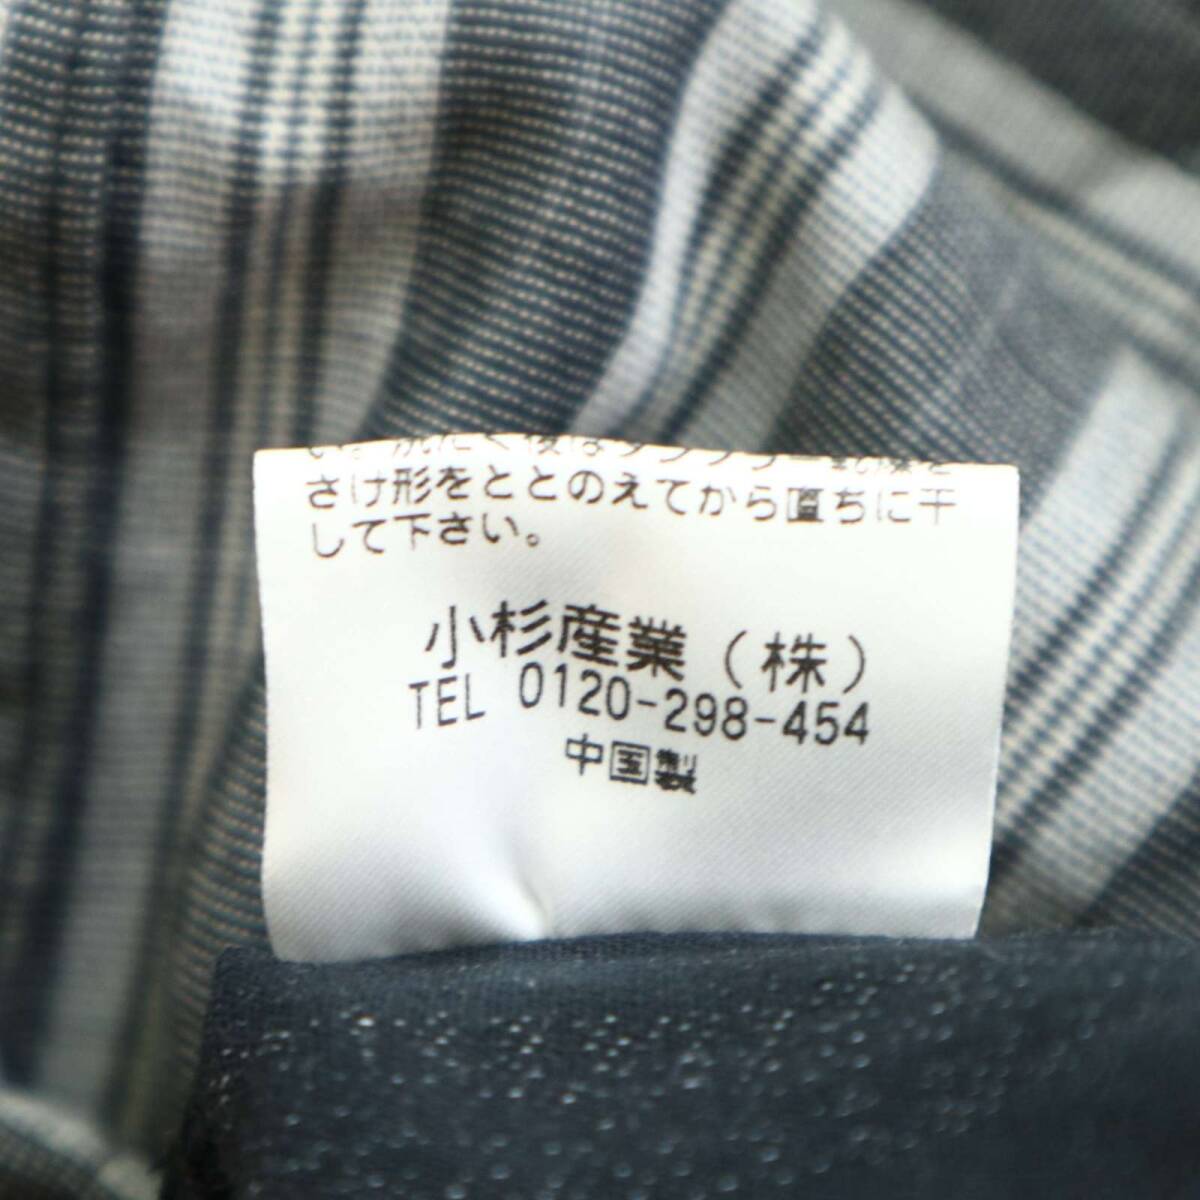 さけ形をととのえてから直ちに干
して下さい。
小杉産業（株）
TEL 0120-298-454
中国製